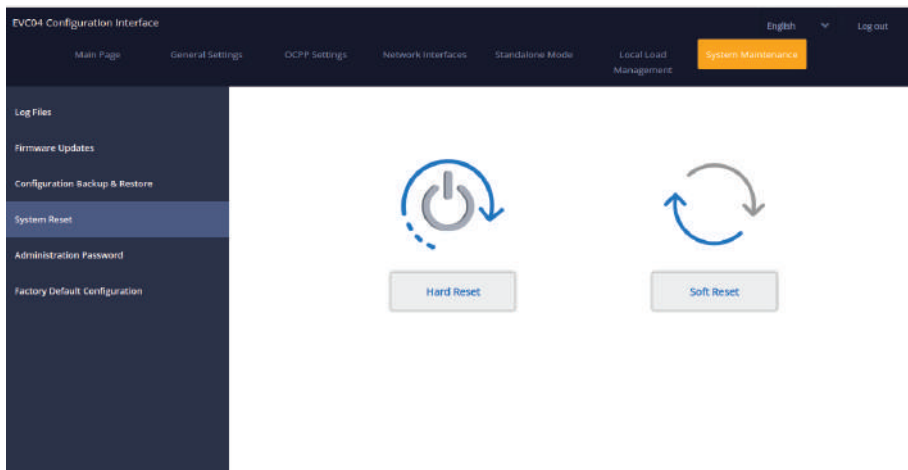 EVC04 Configuration Interface
English
Log out
Main Page
General Settings
OCPP Settings
Network Interfaces
Standalone Mode
Local Load
Management
System Maintenance
Log Files
Firmware Updates
Configuration Backup & Restore
System Reset
Administration Password
Factory Default Configuration
Hard Reset
Soft Reset